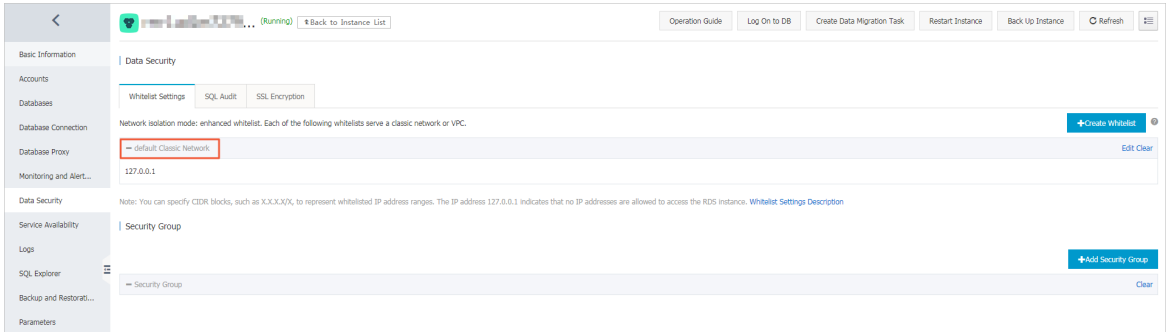 (Running) Back to Instance List Operation Guide Log On to DB Create Data Migration Task Restart Instance Back Up Instance Refresh
Basic Information
Accounts
Databases
Database Connection
Database Proxy
Monitoring and Alert...
Data Security
Service Availability
Logs
SQL Explorer
Backup and Restorati...
Parameters
Data Security
Whitelist Settings SQL Audit SSL Encryption
Network isolation mode: enhanced whitelist. Each of the following whitelists serve a classic network or VPC. +Create Whitelist
default Classic Network Edit Clear
127.0.0.1
Note: You can specify CIDR blocks, such as X.X.X.X/X, to represent whitelisted IP address ranges. The IP address 127.0.0.1 indicates that no IP addresses are allowed to access the RDS instance. Whitelist Settings Description
Security Group
+Add Security Group
Security Group Clear